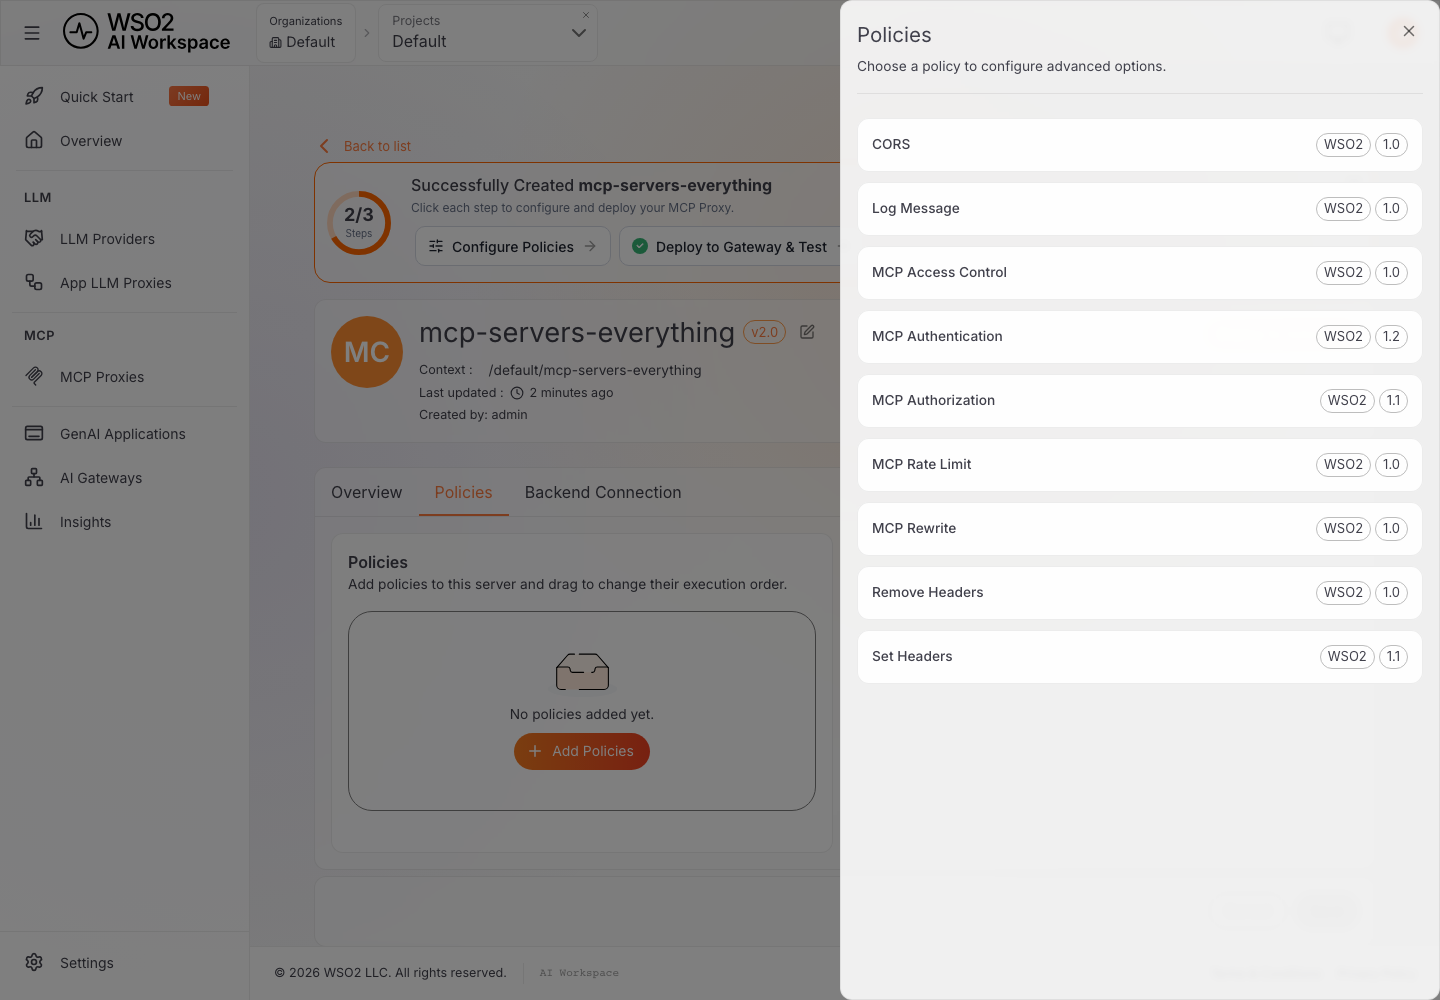 WSO2
AI Workspace
Organizations
Default
Projects
Default
Quick Start
New
Overview
LLM
LLM Providers
App LLM Proxies
MCP
MCP Proxies
GenAI Applications
AI Gateways
Insights
Settings
Back to list
2/3
Steps
Successfully Created mcp-servers-everything
Click each step to configure and deploy your MCP Proxy.
Configure Policies
Deploy to Gateway & Test
MC
mcp-servers-everything v2.0
Context : /default/mcp-servers-everything
Last updated : 2 minutes ago
Created by: admin
Overview Policies Backend Connection
Policies
Add policies to this server and drag to change their execution order.
No policies added yet.
Add Policies
© 2026 WSO2 LLC. All rights reserved. AI Workspace
Policies
Choose a policy to configure advanced options.
CORS WSO2 1.0
Log Message WSO2 1.0
MCP Access Control WSO2 1.0
MCP Authentication WSO2 1.2
MCP Authorization WSO2 1.1
MCP Rate Limit WSO2 1.0
MCP Rewrite WSO2 1.0
Remove Headers WSO2 1.0
Set Headers WSO2 1.1